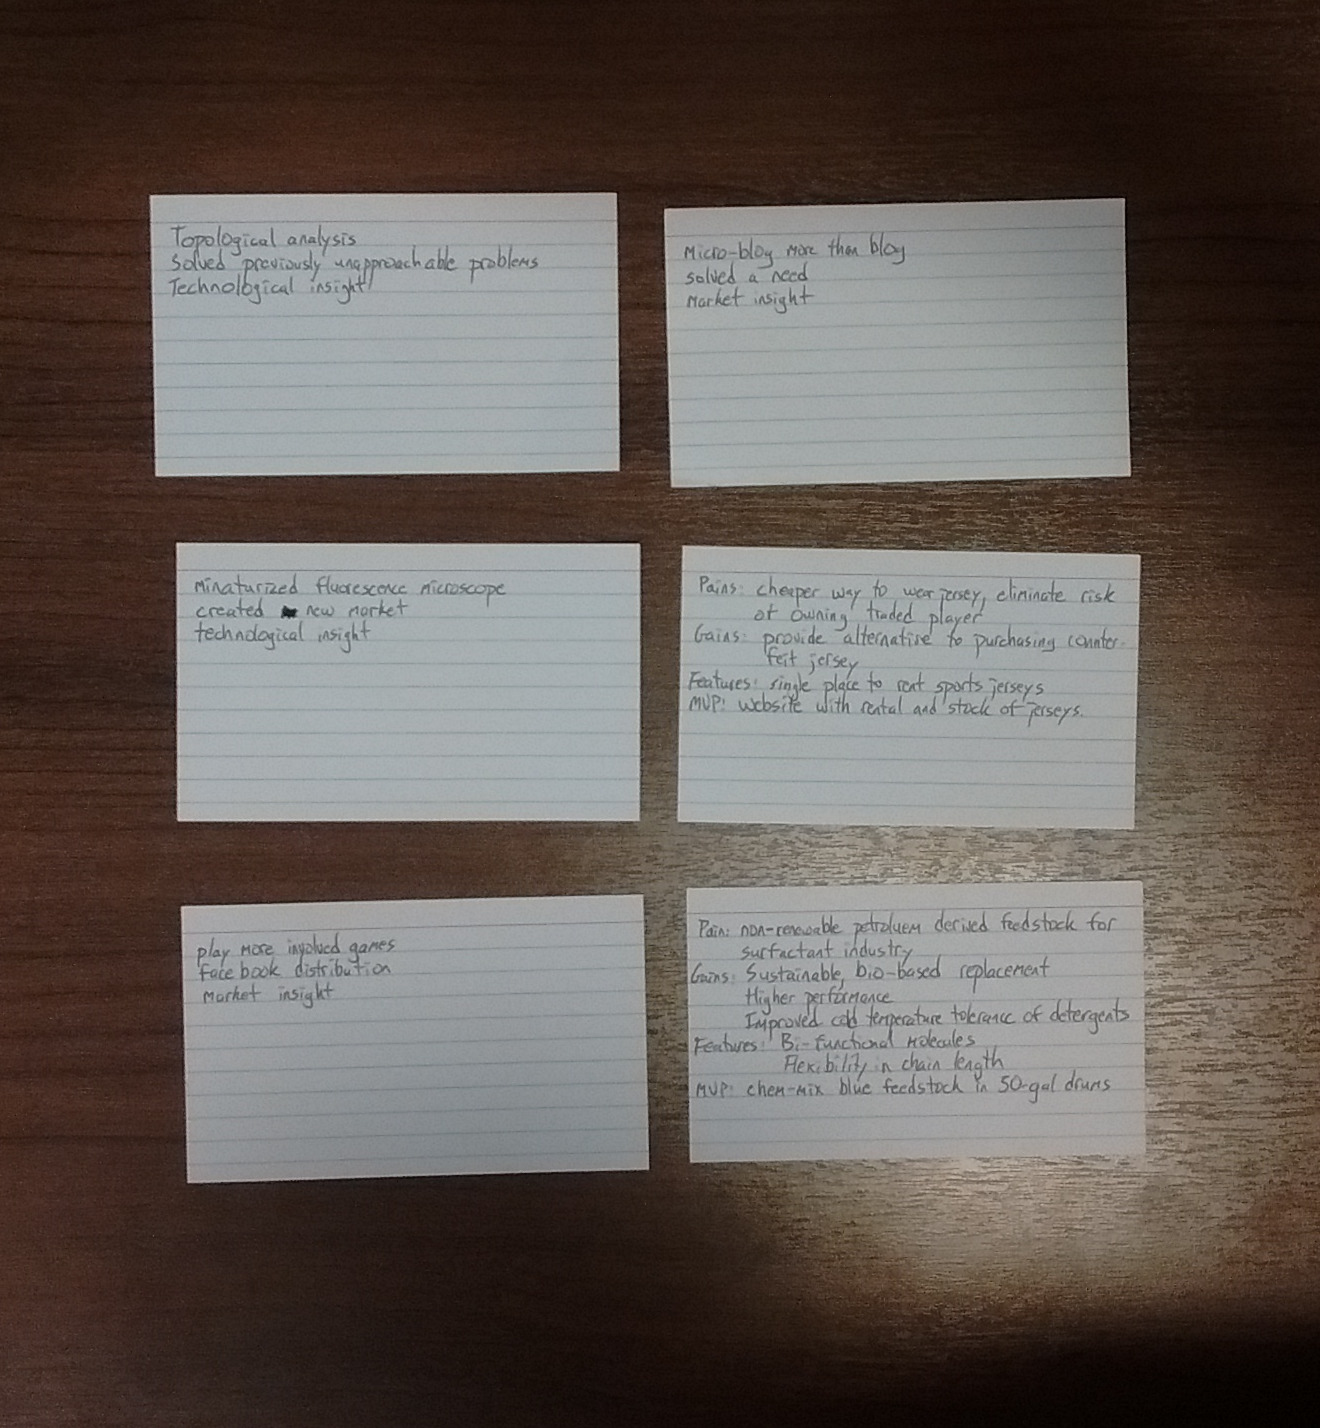 Topological analysis
Solved previously unapproachable problems
Technological insight
Micro-blog more than blog
solved a need
Market insight
Minaturized fluorescence microscope
created new market
technological insight
Pains: cheaper way to wear jersey, eliminate risk
of owning traded player
Gains: provide alternative to purchasing counter-
feit jersey
Features: single place to rent sports jerseys
MVP: website with rental and stock of jerseys.
play more involved games
Facebook distribution
Market insight
Pain: non-renewable petroluem derived feedstock for
surfactant industry
Gains: Sustainable, bio-based replacement
Higher performance
Improved cold temperature tolerance of detergents
Features: Bi-functional molecules
Flexibility in chain length
MVP: chem-mix blue feedstock in 50-gal drums